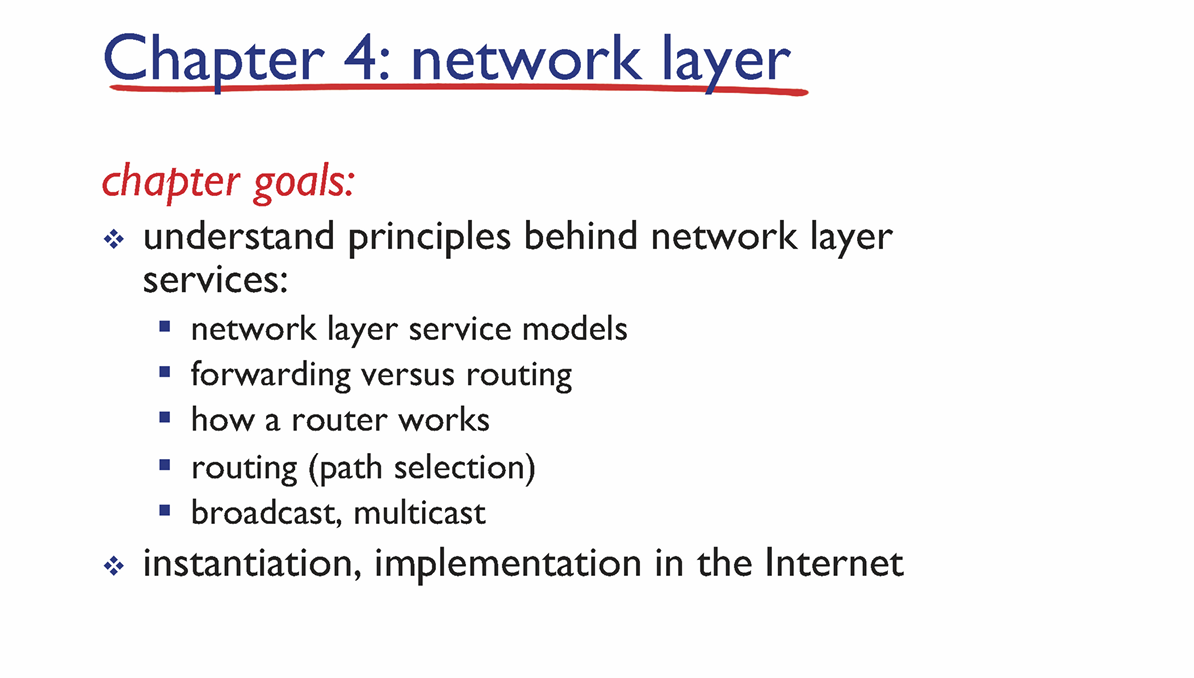 Chapter 4: network layer
chapter goals:
❖ understand principles behind network layer
services:
▪ network layer service models
▪ forwarding versus routing
▪ how a router works
▪ routing (path selection)
▪ broadcast, multicast
❖ instantiation, implementation in the Internet